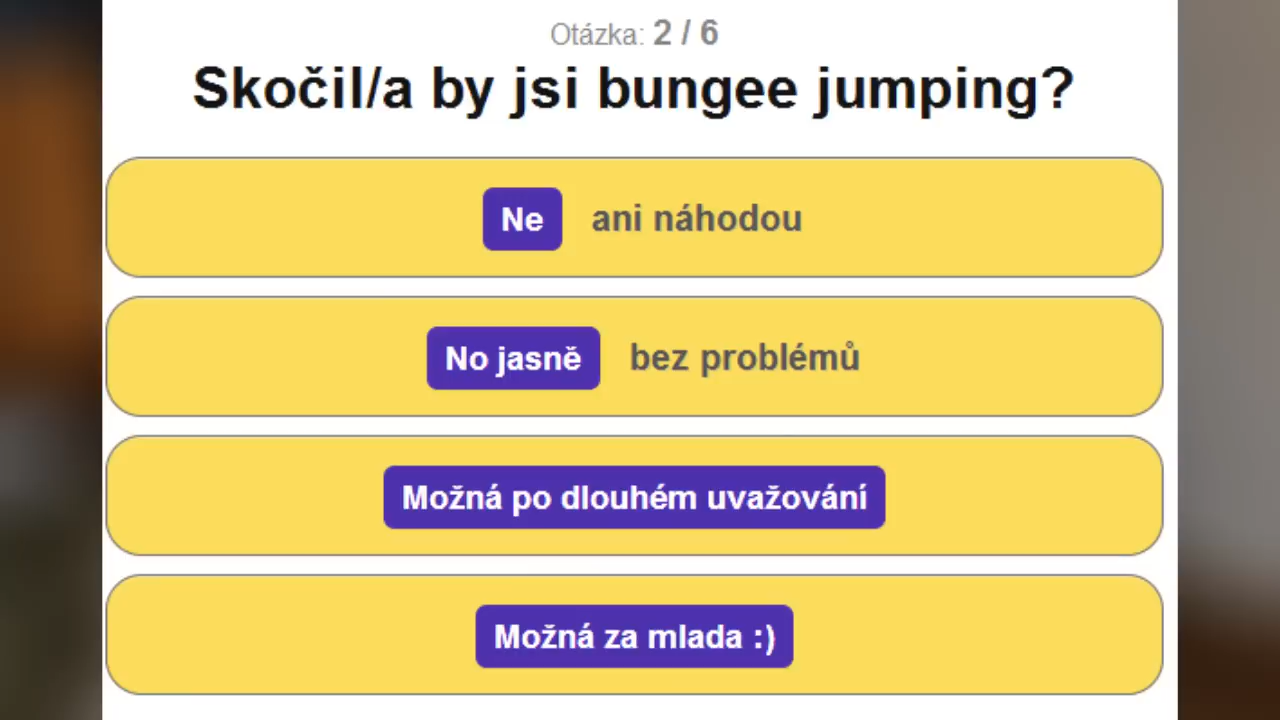 Otázka: 2 / 6
Skočil/a by jsi bungee jumping?
Ne ani náhodou
No jasně bez problémů
Možná po dlouhém uvažování
Možná za mlada :)